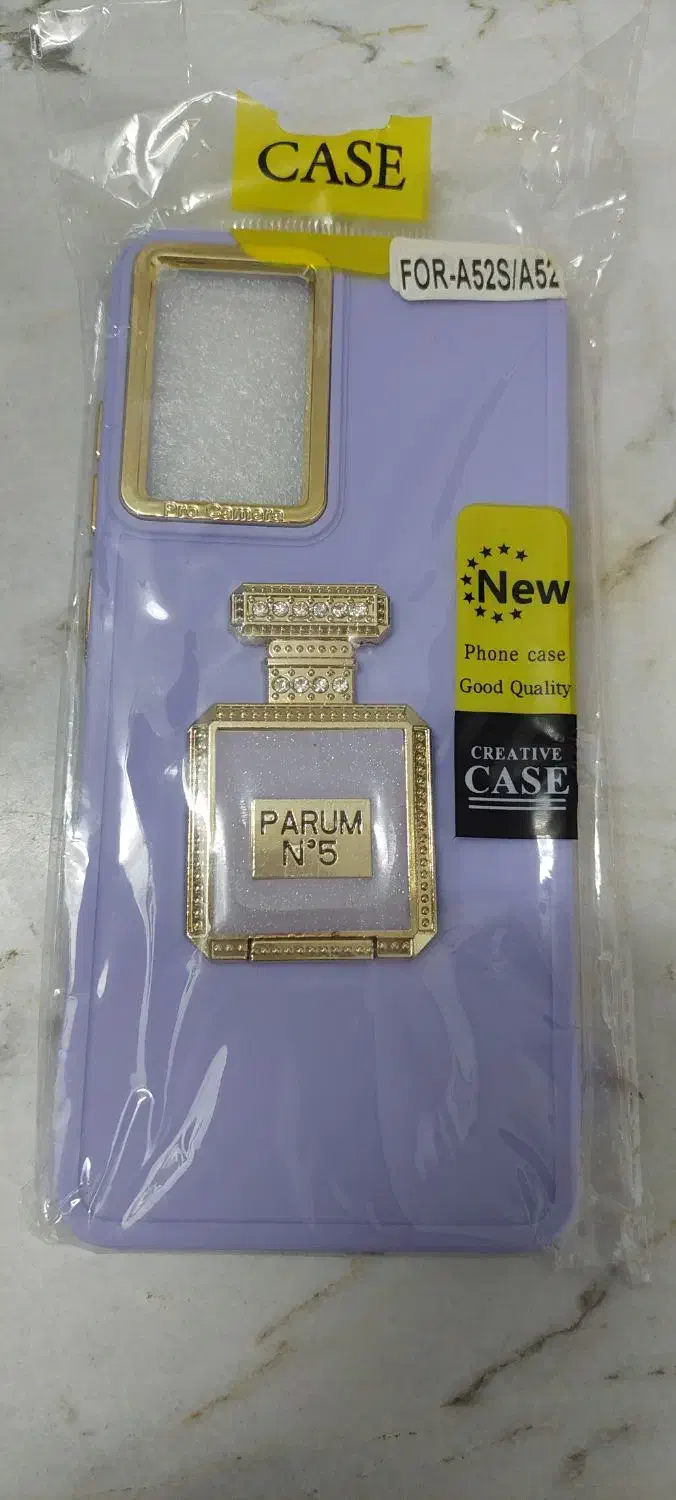 CASE
FOR-A52S/A52
Pro Camera
New
Phone case
Good Quality
CREATIVE
CASE
PARUM
N°5